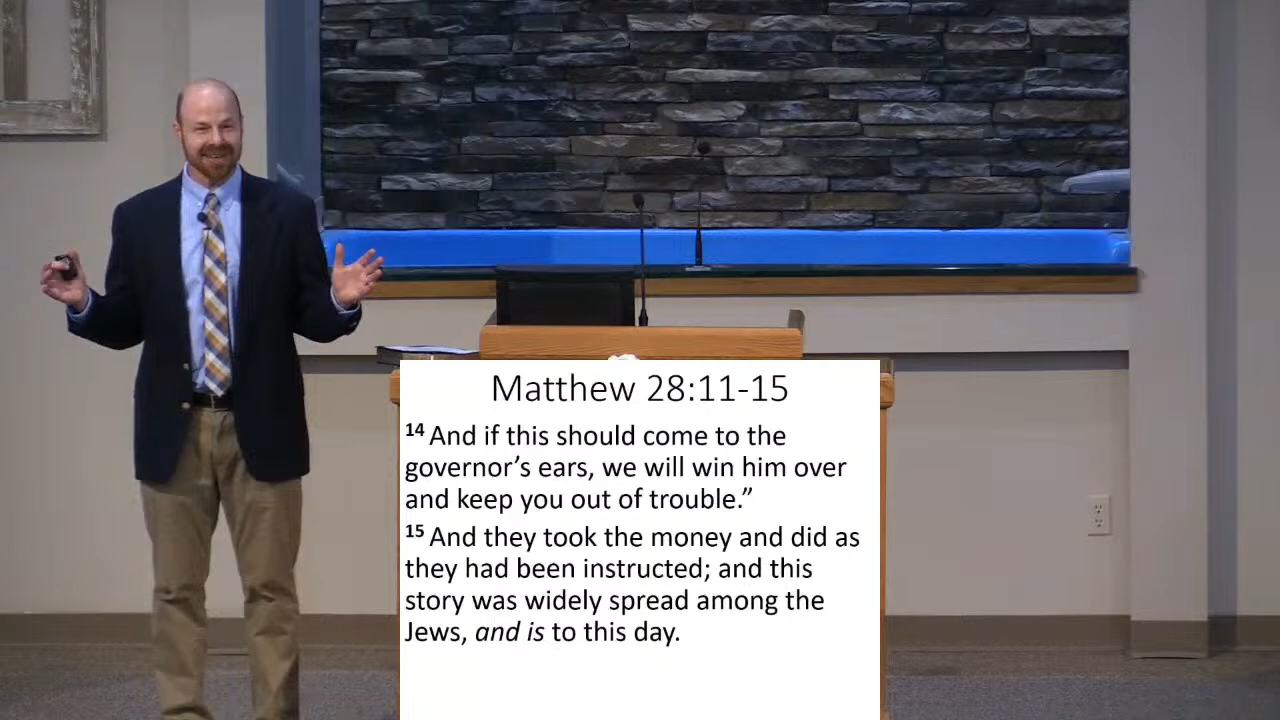 Matthew 28:11-15
14 And if this should come to the
governor’s ears, we will win him over
and keep you out of trouble.”
15 And they took the money and did as
they had been instructed; and this
story was widely spread among the
Jews, and is to this day.